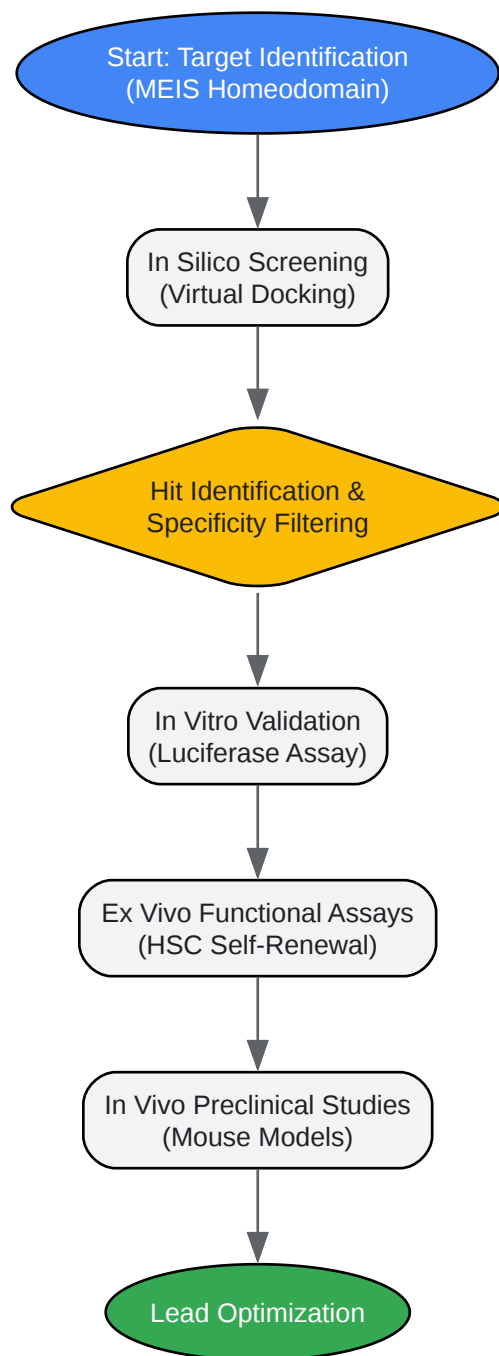 Start: Target Identification
(MEIS Homeodomain)
In Silico Screening
(Virtual Docking)
Hit Identification &
Specificity Filtering
In Vitro Validation
(Luciferase Assay)
Ex Vivo Functional Assays
(HSC Self-Renewal)
In Vivo Preclinical Studies
(Mouse Models)
Lead Optimization